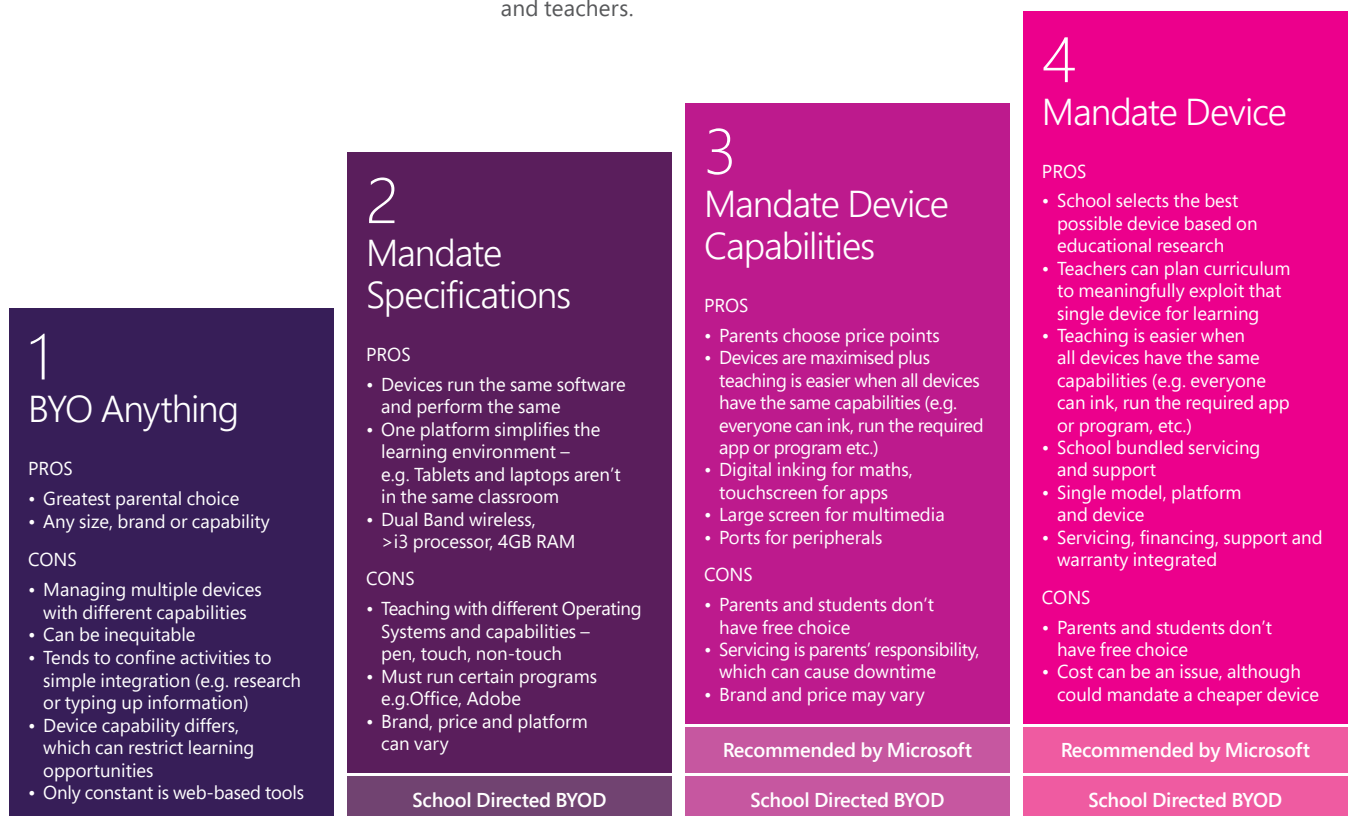 and teachers.
1
BYO Anything
PROS
• Greatest parental choice
• Any size, brand or capability
CONS
• Managing multiple devices
with different capabilities
• Can be inequitable
• Tends to confine activities to
simple integration (e.g. research
or typing up information)
• Device capability differs,
which can restrict learning
opportunities
• Only constant is web-based tools
2
Mandate
Specifications
PROS
• Devices run the same software
and perform the same
• One platform simplifies the
learning environment –
e.g. Tablets and laptops aren't
in the same classroom
• Dual Band wireless,
>i3 processor, 4GB RAM
CONS
• Teaching with different Operating
Systems and capabilities –
pen, touch, non-touch
• Must run certain programs
e.g.Office, Adobe
• Brand, price and platform
can vary
School Directed BYOD
3
Mandate Device
Capabilities
PROS
• Parents choose price points
• Devices are maximised plus
teaching is easier when all devices
have the same capabilities (e.g.
everyone can ink, run the required
app or program etc.)
• Digital inking for maths,
touchscreen for apps
• Large screen for multimedia
• Ports for peripherals
CONS
• Parents and students don't
have free choice
• Servicing is parents' responsibility,
which can cause downtime
• Brand and price may vary
Recommended by Microsoft
School Directed BYOD
4
Mandate Device
PROS
• School selects the best
possible device based on
educational research
• Teachers can plan curriculum
to meaningfully exploit that
single device for learning
• Teaching is easier when
all devices have the same
capabilities (e.g. everyone
can ink, run the required app
or program, etc.)
• School bundled servicing
and support
• Single model, platform
and device
• Servicing, financing, support and
warranty integrated
CONS
• Parents and students don't
have free choice
• Cost can be an issue, although
could mandate a cheaper device
Recommended by Microsoft
School Directed BYOD